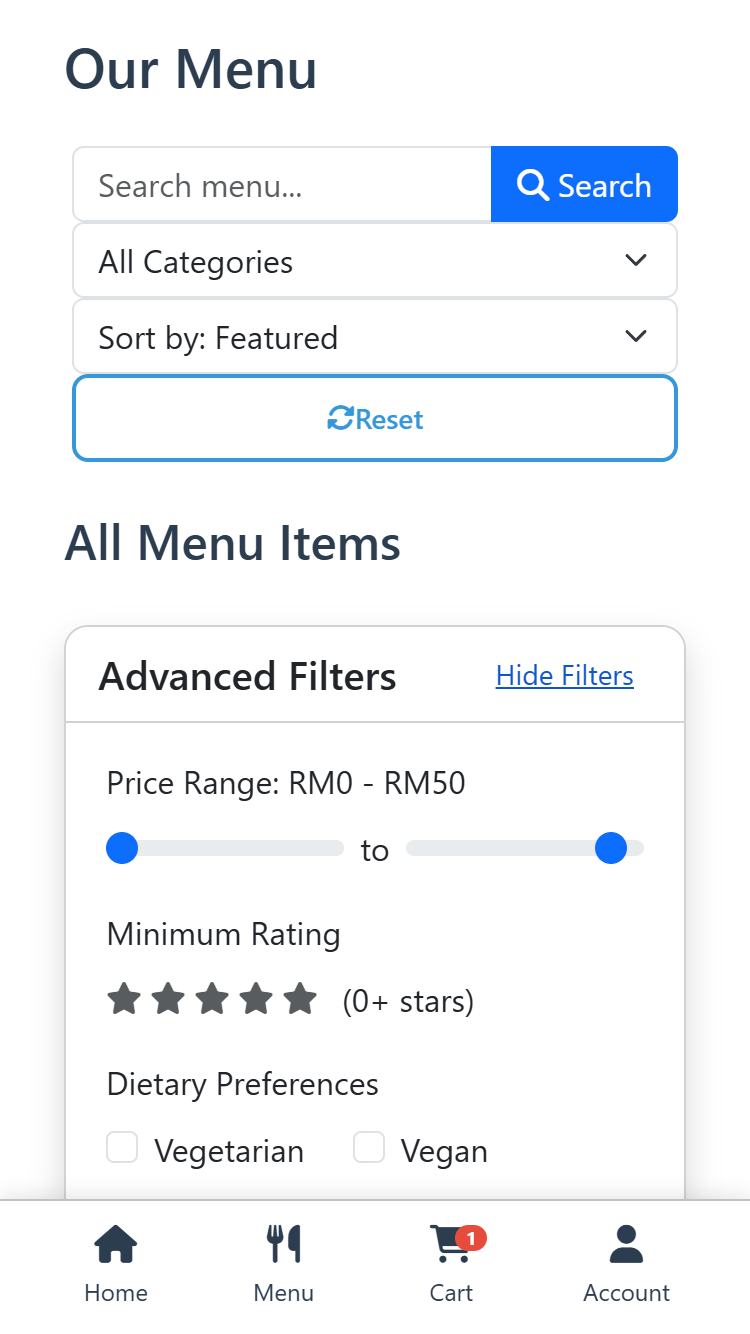 Our Menu
Search menu...
Search
All Categories
Sort by: Featured
Reset
All Menu Items
Advanced Filters
Hide Filters
Price Range: RM0 - RM50
to
Minimum Rating
(0+ stars)
Dietary Preferences
Vegetarian
Vegan
1
Home
Menu
Cart
Account